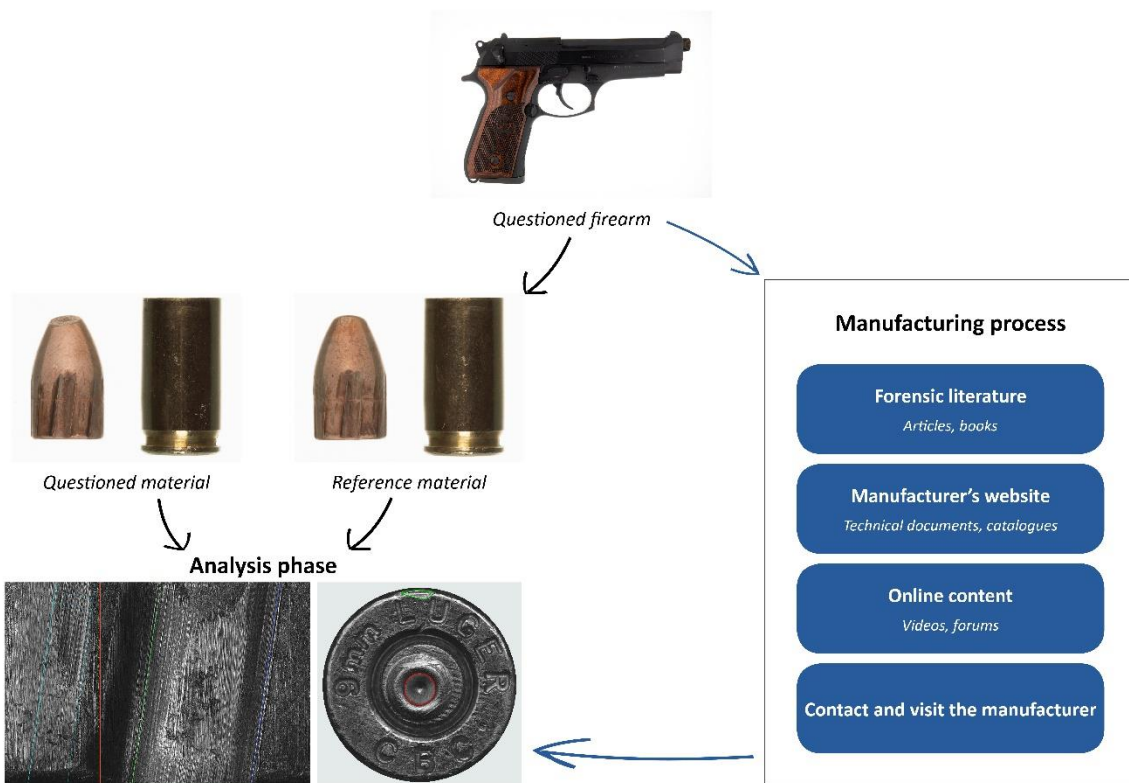 Questioned firearm
Manufacturing process
Forensic literature
Articles, books
Questioned material
Reference material
Manufacturer's website
Technical documents, catalogues
Analysis phase
Online content
Videos, forums
9mm LUGER
CBC
Contact and visit the manufacturer